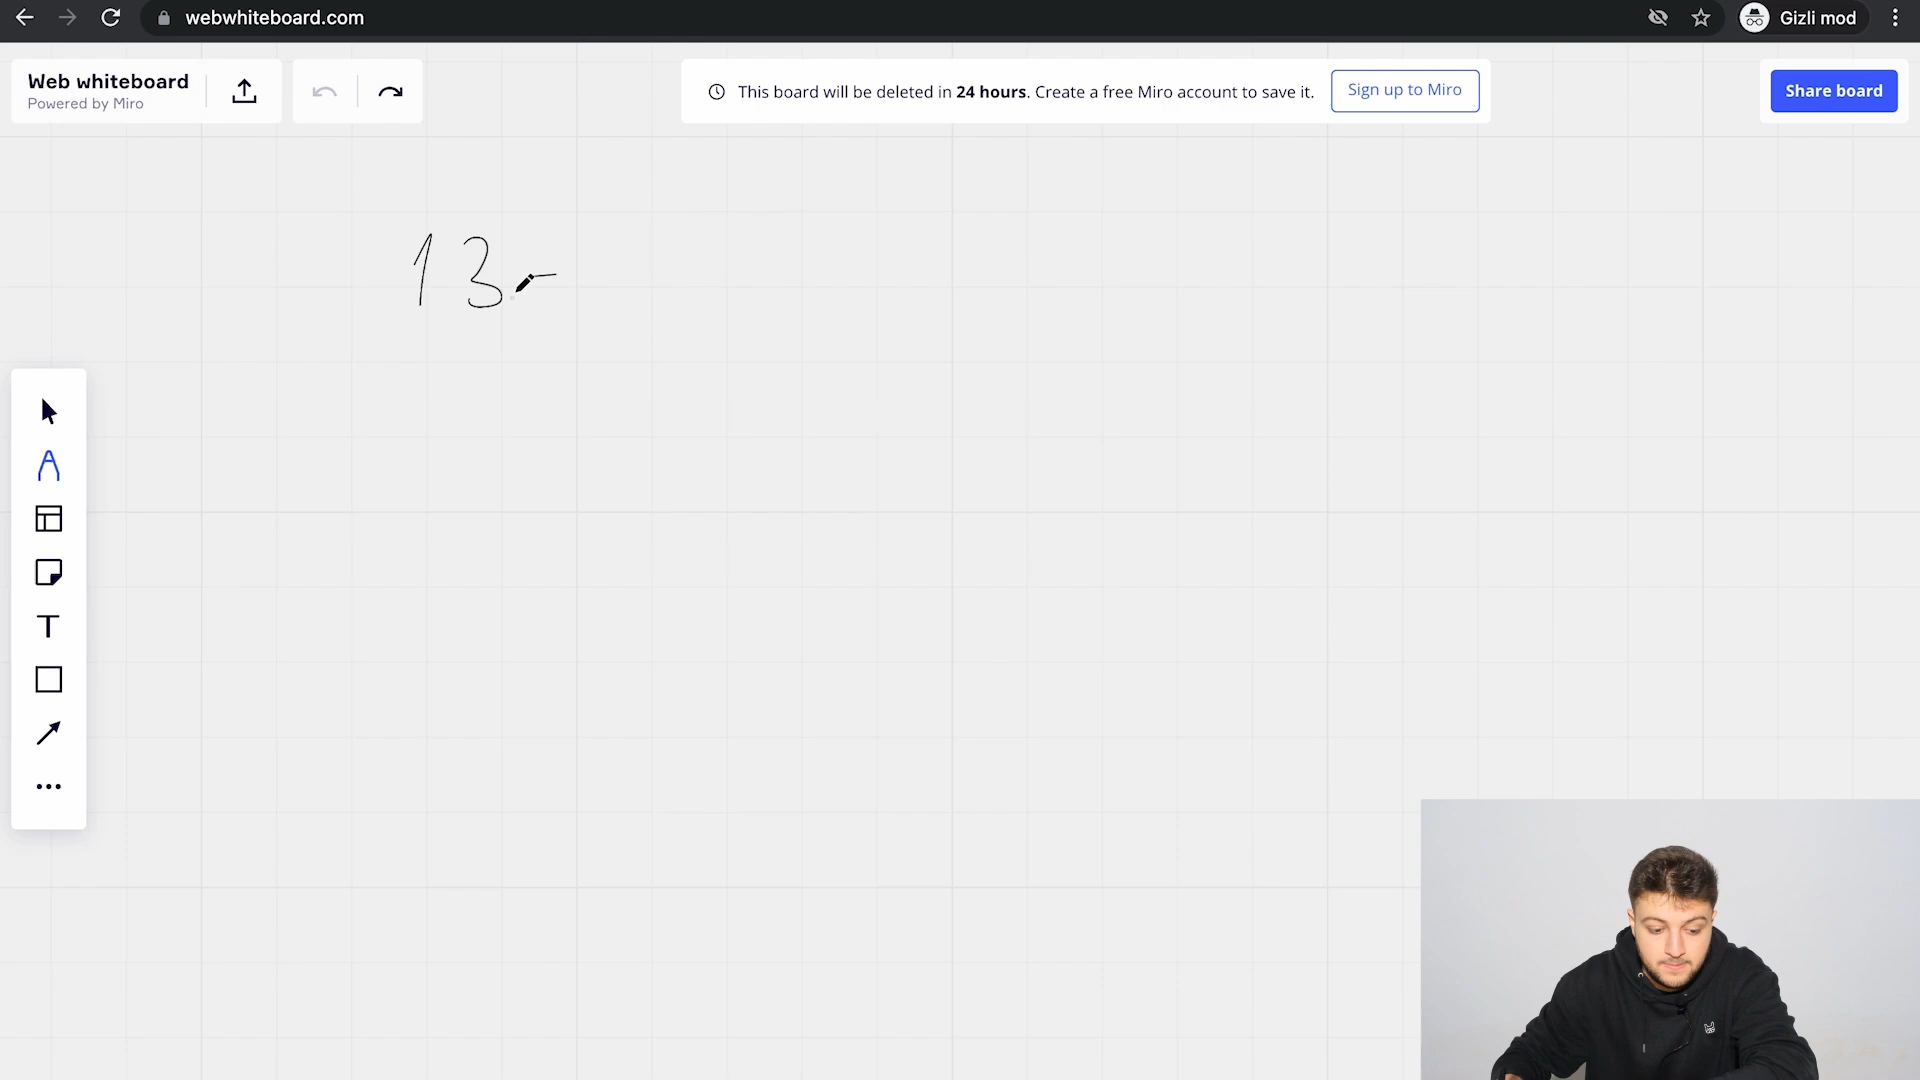 webwhiteboard.com
Gizli mod
Web whiteboard
Powered by Miro
This board will be deleted in 24 hours. Create a free Miro account to save it.
Sign up to Miro
Share board
13
T